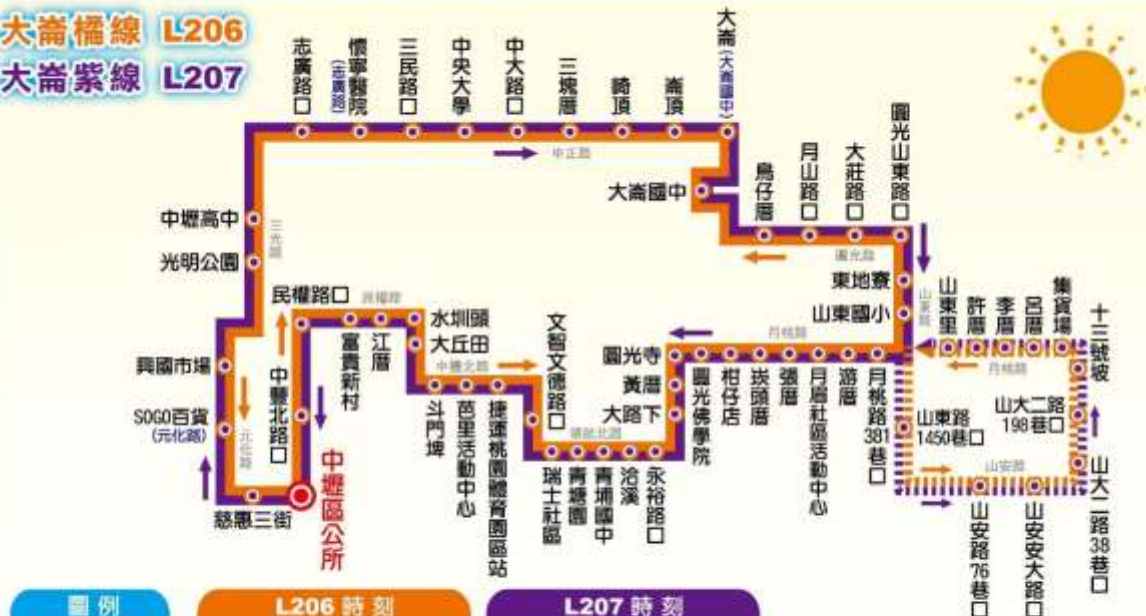 大崙橘線 L206
大崙紫線 L207
志廣路口
懷寧醫院
(志廣路)
三民路口
中央大學
中大路口
三塊厝
崎頂
崙頂
大崙(大崙國中)
中正路
大崙國中
鳥仔厝
月山路口
大莊路口
圓光山東路口
圓光路
中壢高中
光明公園
三光路
東地寮
山東國小
山東路
山東里
許厝
李厝
呂厝
集貨場
十三號坡
月桃路
民權路口
民權路
水圳頭
大丘田
富貴新村
江厝
中豐北路口
興國市場
SOGO百貨
(元化路)
元化路
慈惠三街
中壢區公所
斗門埤
芭里活動中心
捷運桃園體育園區站
文智文德路口
瑞士社區
青塘園
青埔國中
洽溪
永裕路口
領航北路
圓光寺
黃厝
大路下
月桃路
圓光佛學院
柑仔店
崁頭厝
張厝
月眉社區活動中心
游厝
月桃路381巷口
山東路
1450巷口
山大二路
198巷口
山安路
山安路76巷口
山安安大路口
山大二路38巷口
圖例
L206 時刻
L207 時刻